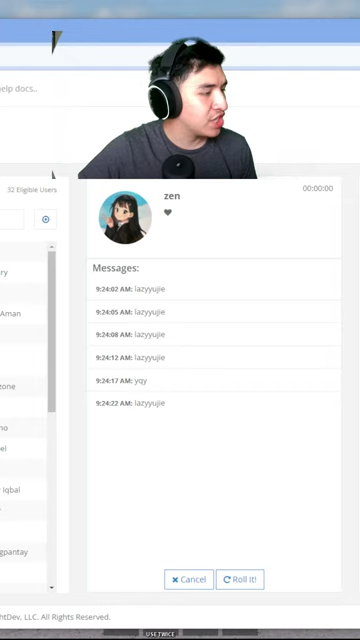 elp docs..
32 Eligible Users
00:00:00
zen
Messages:
9:24:02 AM: lazyyujie
9:24:05 AM: lazyyujie
9:24:08 AM: lazyyujie
9:24:12 AM: lazyyujie
9:24:17 AM: yqy
9:24:22 AM: lazyyujie
ry
Aman
zone
no
el
Iqbal
gpantay
Cancel
Roll It!
htDev, LLC. All Rights Reserved.
USE TWICE